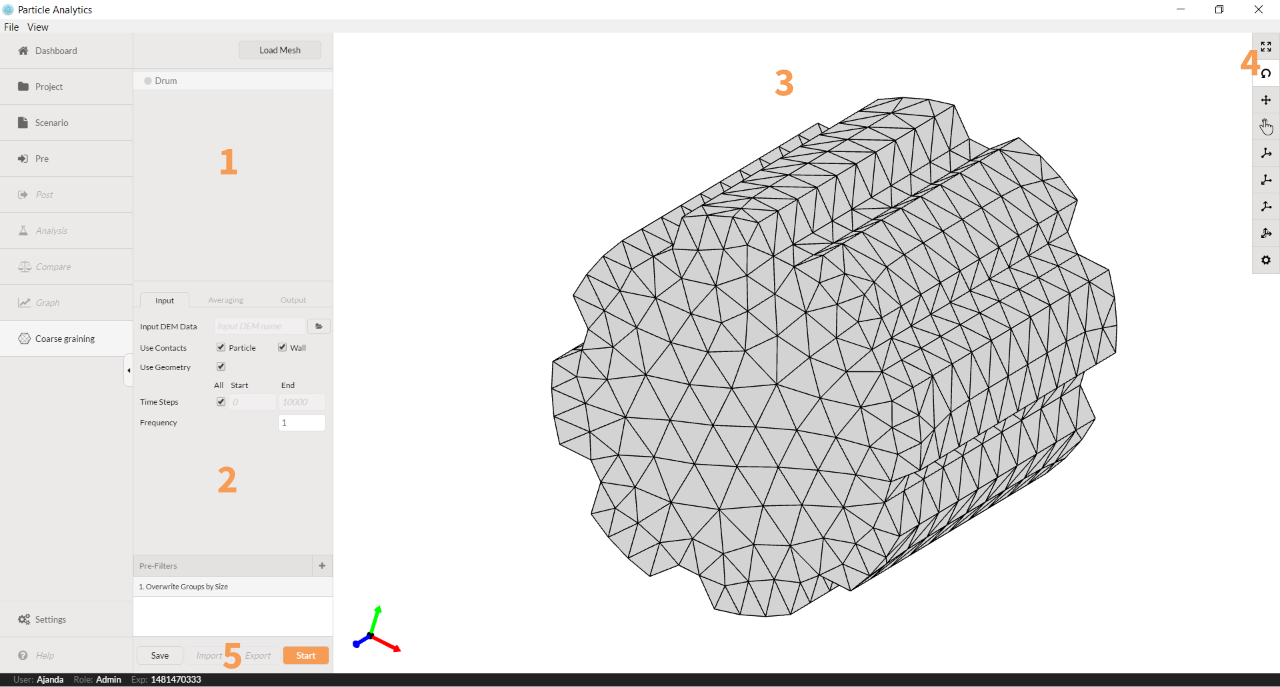 Particle Analytics
File View
Dashboard
Project
Scenario
Pre
Post
Analysis
Compare
Graph
Coarse graining
Settings
Help
Load Mesh
Drum
1
Input Averaging Output
Input DEM Data Input DEM name
Use Contacts Particle Wall
Use Geometry
All Start End
Time Steps 0 10000
Frequency 1
2
Pre-Filters +
1. Overwrite Groups by Size
Save Import Export Start
5
3
4
User: Ajanda Role: Admin Exp: 1481470333